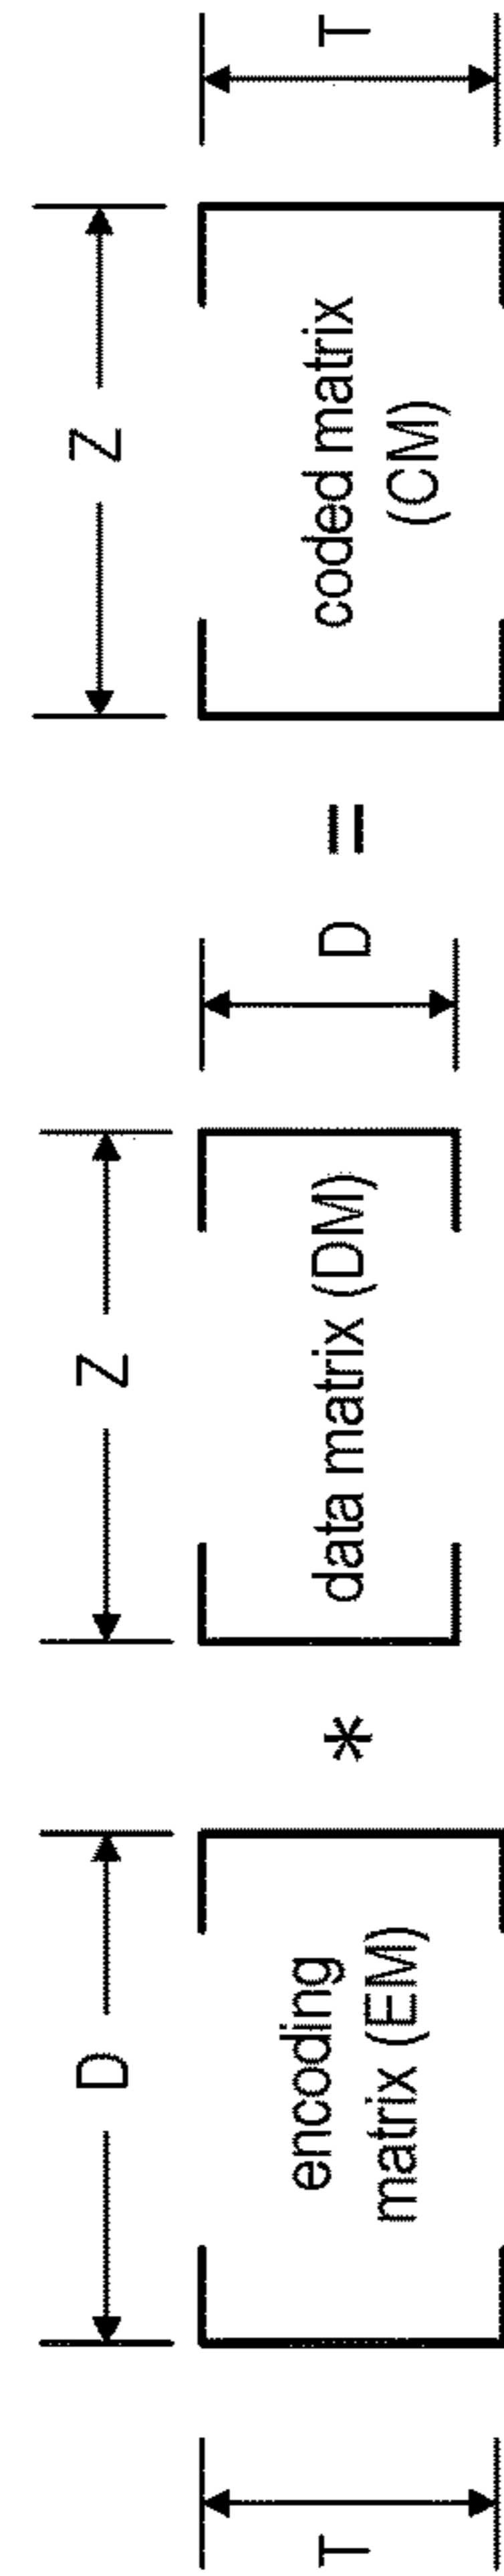 D
Z
Z
T
encoding
matrix (EM)
*
data matrix (DM)
D
=
coded matrix
(CM)
T